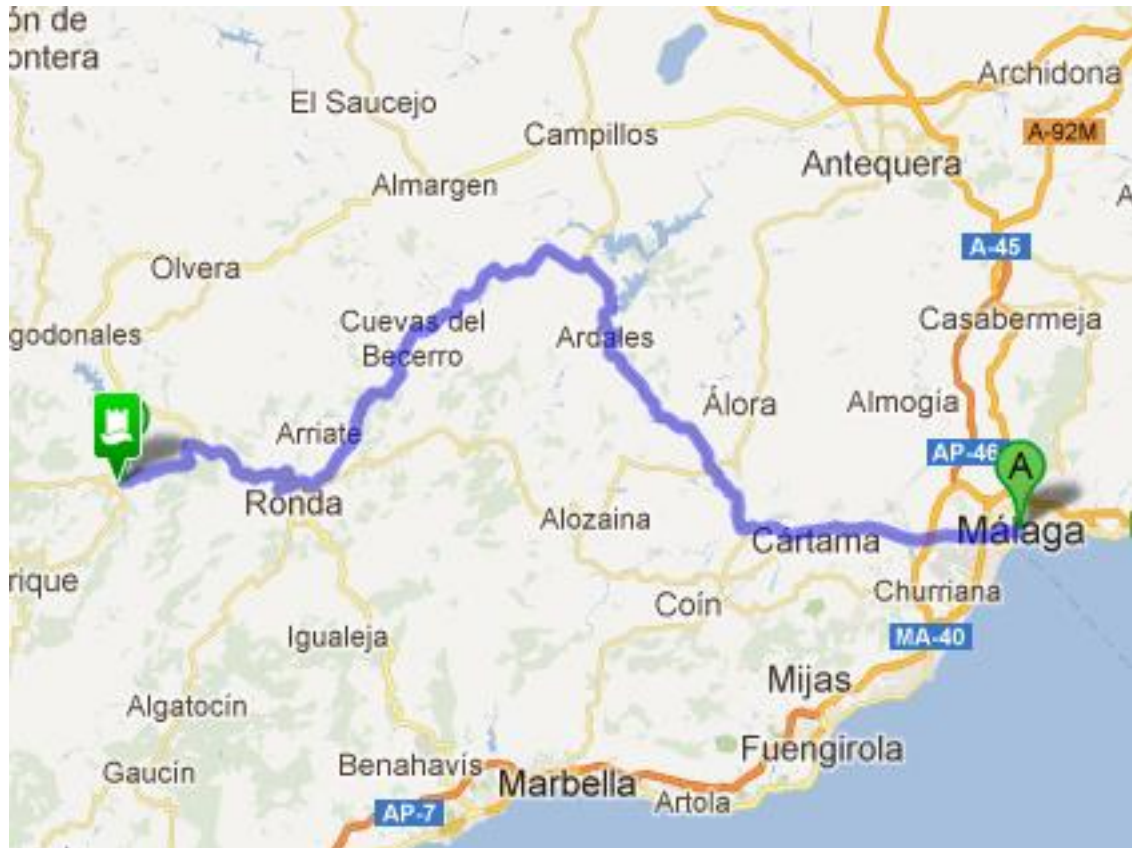 ón de
ontera
Archidona
El Saucejo
Campillos
A-92M
Antequera
Almargen
A
A-45
Olvera
Cuevas del
Becerro
Casabermeja
godonales
Ardales
Álora
Almogía
Arriate
AP-46
A
Ronda
Alozaina
Cártama
Málaga
rique
Coín
Churriana
Igualeja
MA-40
Mijas
Algatocín
Fuengirola
Gaucín
Benahavís
Marbella
Artola
AP-7